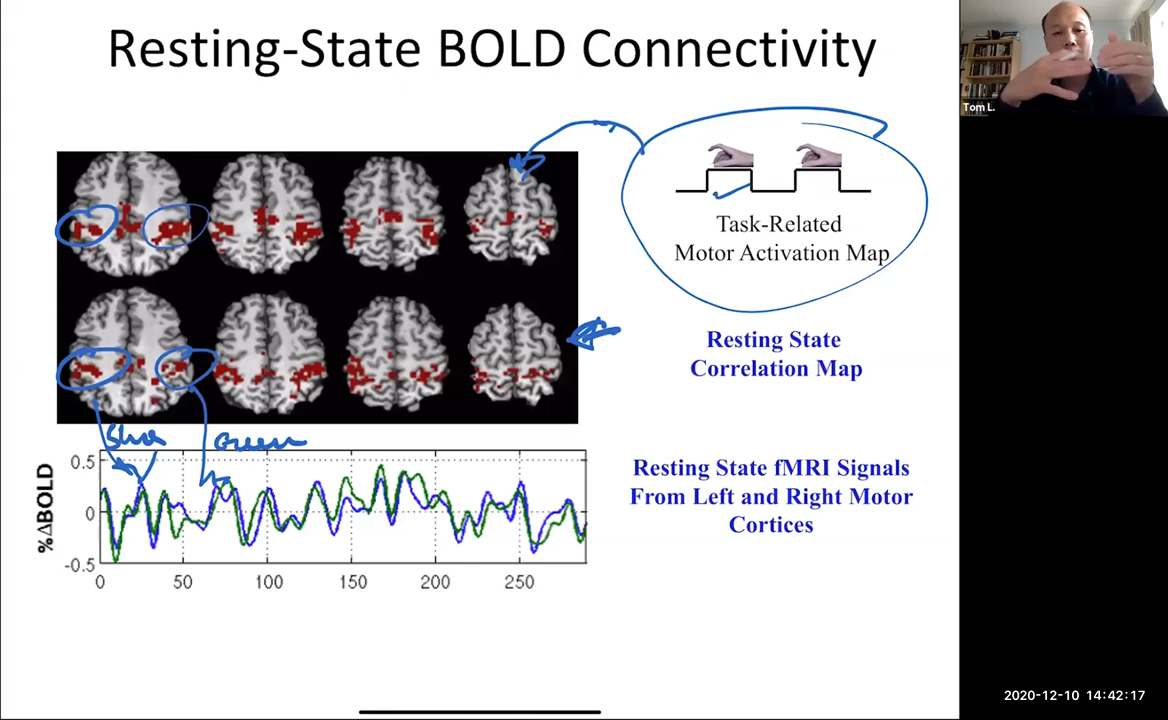 Resting-State BOLD Connectivity
Tom L.
Task-Related
Motor Activation Map
Resting State
Correlation Map
Blue
Green
Resting State fMRI Signals
From Left and Right Motor
Cortices
%ΔBOLD
0.5
0
-0.5
0 50 100 150 200 250
2020-12-10 14:42:17